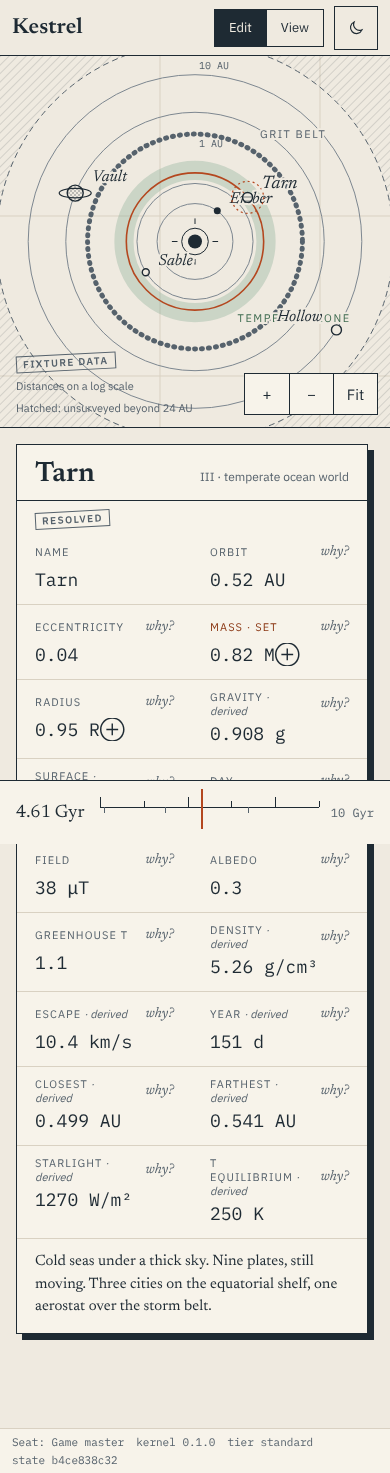 Kestrel
Edit
View
10 AU
GRIT BELT
1 AU
Vault
Tarn
Ember
Sable
Hollow
FIXTURE DATA
Distances on a log scale
Hatched: unsurveyed beyond 24 AU
+
−
Fit
Tarn
III · temperate ocean world
RESOLVED
NAME
Tarn
ORBIT why?
0.52 AU
ECCENTRICITY why?
0.04
MASS · SET why?
0.82 M⊕
RADIUS why?
0.95 R⊕
GRAVITY · derived why?
0.908 g
SURFACE ·
4.61 Gyr
10 Gyr
FIELD why?
38 µT
ALBEDO why?
0.3
GREENHOUSE T why?
1.1
DENSITY · derived why?
5.26 g/cm³
ESCAPE · derived why?
10.4 km/s
YEAR · derived why?
151 d
CLOSEST · derived why?
0.499 AU
FARTHEST · derived why?
0.541 AU
STARLIGHT · derived why?
1270 W/m²
T EQUILIBRIUM · derived why?
250 K
Cold seas under a thick sky. Nine plates, still
moving. Three cities on the equatorial shelf, one
aerostat over the storm belt.
Seat: Game master kernel 0.1.0 tier standard
state b4ce838c32